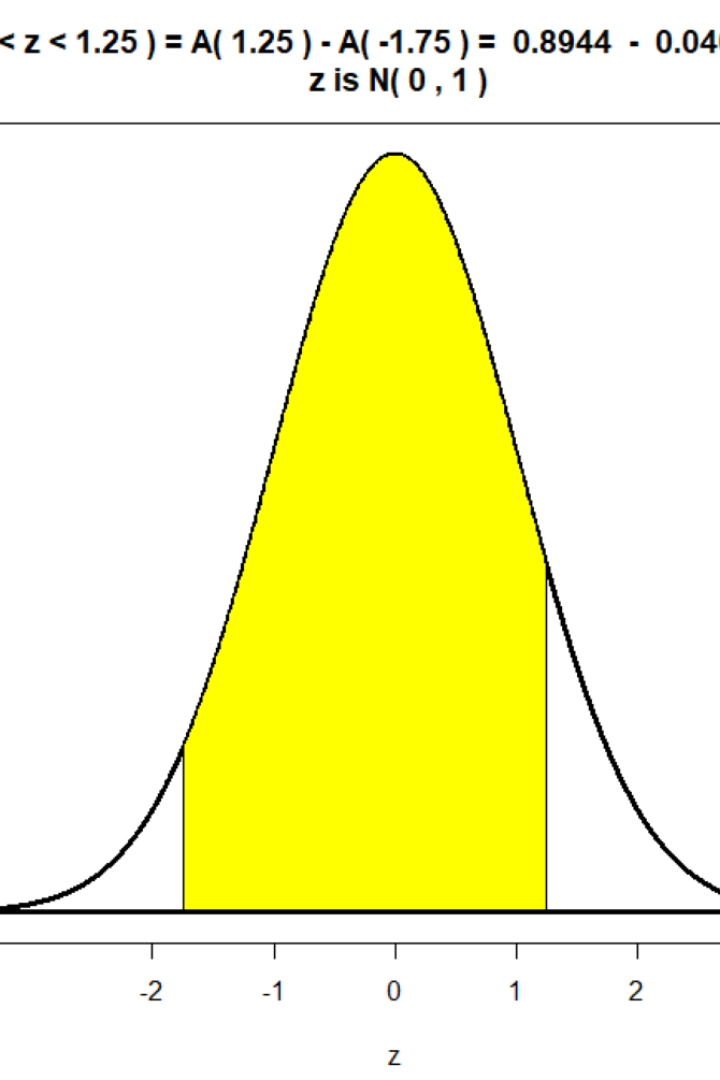 < z < 1.25 ) = A( 1.25 ) - A( -1.75 ) = 0.8944 - 0.04
z is N( 0 , 1 )
-2 -1 0 1 2
z